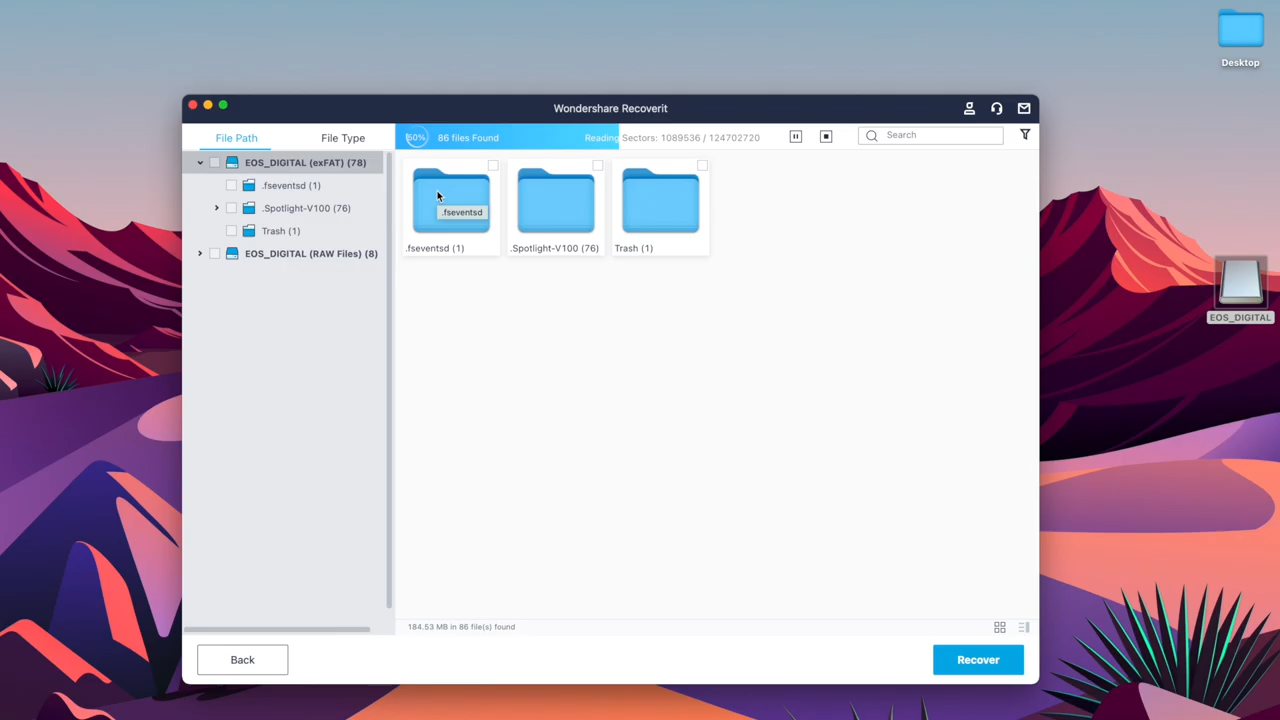 Desktop
Wondershare Recoverit
File Path
File Type
50%
86 files Found
Reading Sectors: 1089536 / 124702720
Search
EOS_DIGITAL (exFAT) (78)
.fseventsd (1)
.Spotlight-V100 (76)
Trash (1)
EOS_DIGITAL (RAW Files) (8)
.fseventsd
.fseventsd (1)
.Spotlight-V100 (76)
Trash (1)
EOS_DIGITAL
184.53 MB in 86 file(s) found
Back
Recover